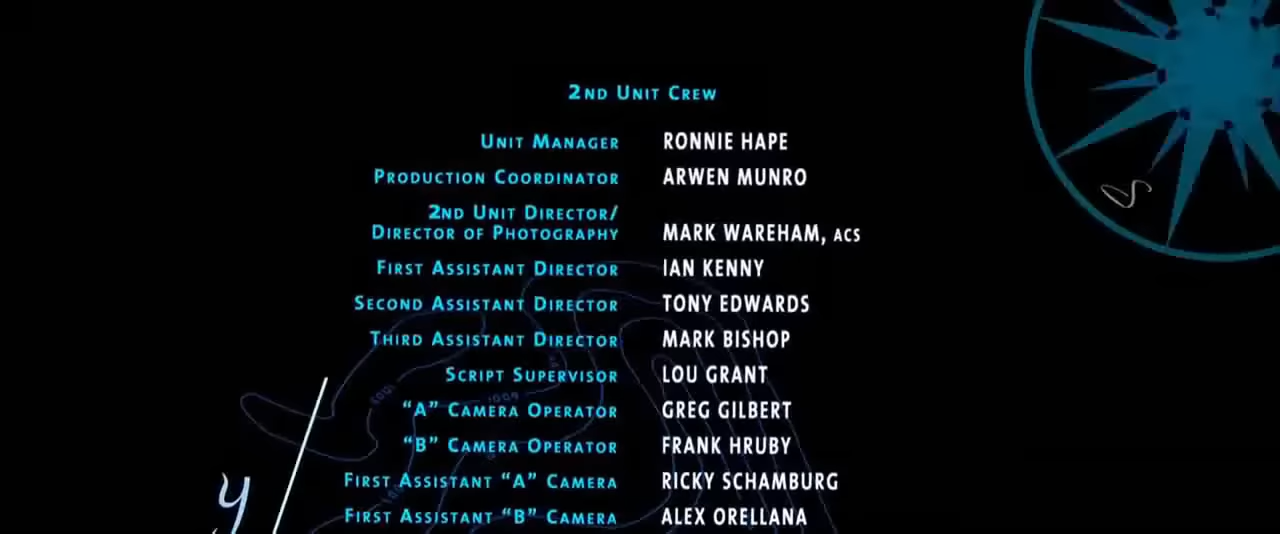 2ND UNIT CREW
UNIT MANAGER RONNIE HAPE
PRODUCTION COORDINATOR ARWEN MUNRO
2ND UNIT DIRECTOR/
DIRECTOR OF PHOTOGRAPHY MARK WAREHAM, ACS
FIRST ASSISTANT DIRECTOR IAN KENNY
SECOND ASSISTANT DIRECTOR TONY EDWARDS
THIRD ASSISTANT DIRECTOR MARK BISHOP
SCRIPT SUPERVISOR LOU GRANT
“A” CAMERA OPERATOR GREG GILBERT
“B” CAMERA OPERATOR FRANK HRUBY
FIRST ASSISTANT “A” CAMERA RICKY SCHAMBURG
FIRST ASSISTANT “B” CAMERA ALEX ORELLANA
y